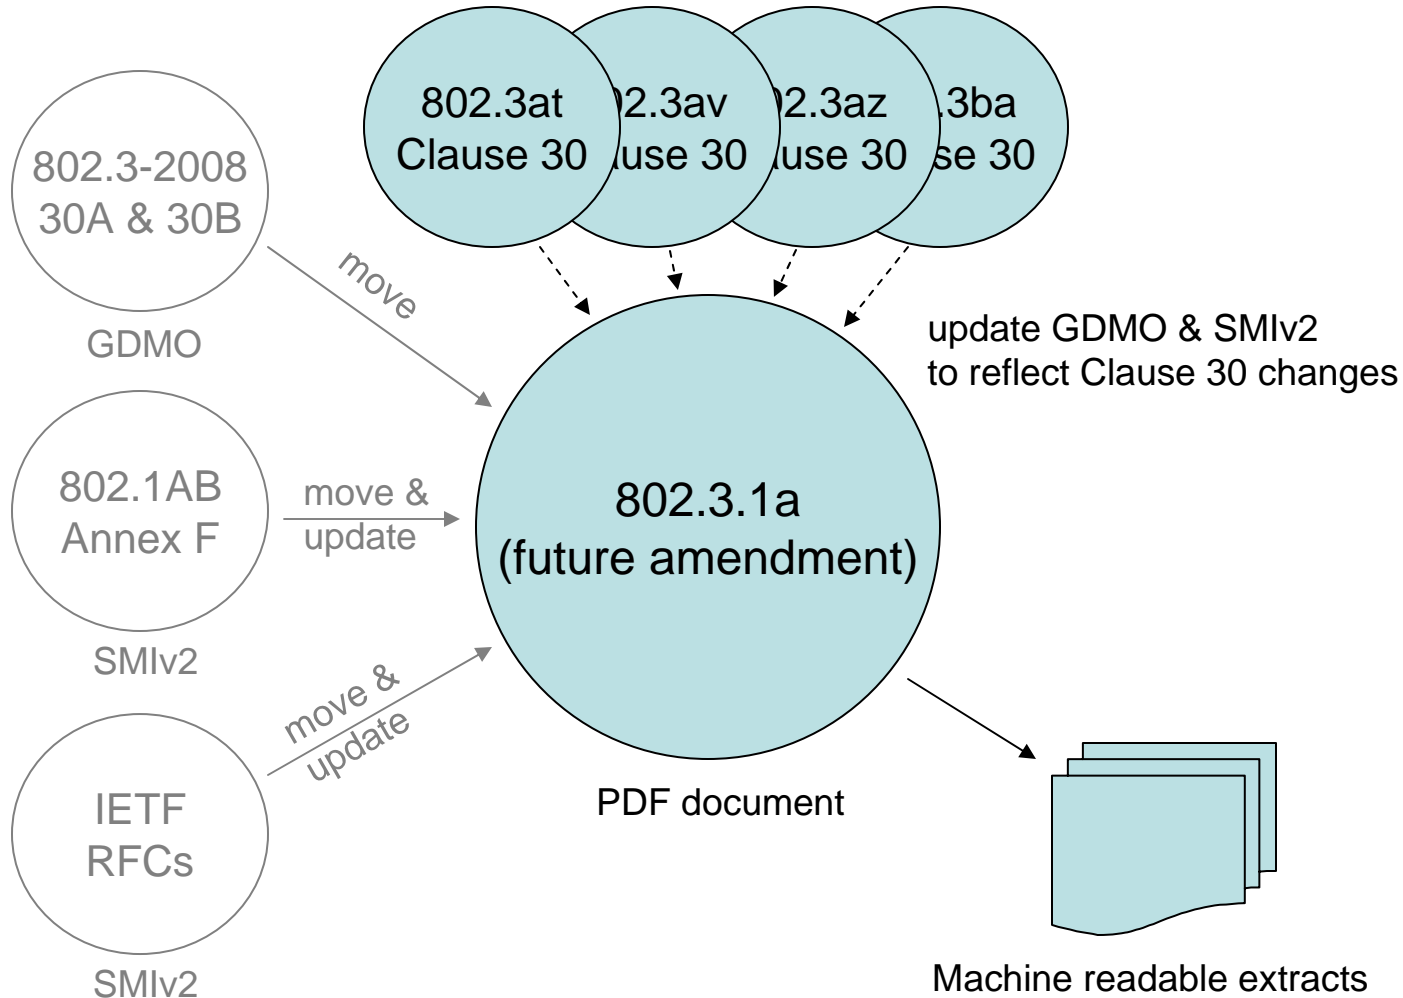 802.3at
Clause 30
02.3av
ause 30
02.3az
ause 30
.3ba
se 30
802.3-2008
30A & 30B
GDMO
move
update GDMO & SMIv2
to reflect Clause 30 changes
802.1AB
Annex F
SMIv2
move &
update
802.3.1a
(future amendment)
move &
update
IETF
RFCs
SMIv2
PDF document
Machine readable extracts